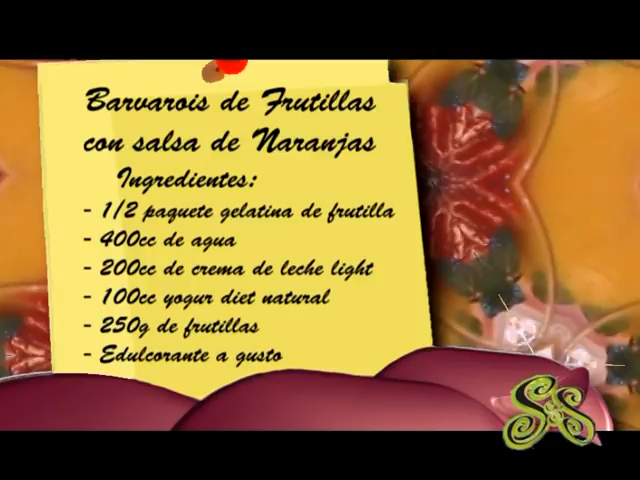 Barvarois de Frutillas
con salsa de Naranjas
Ingredientes:
- 1/2 paquete gelatina de frutilla
- 400cc de agua
- 200cc de crema de leche light
- 100cc yogur diet natural
- 250g de frutillas
- Edulcorante a gusto
S&S